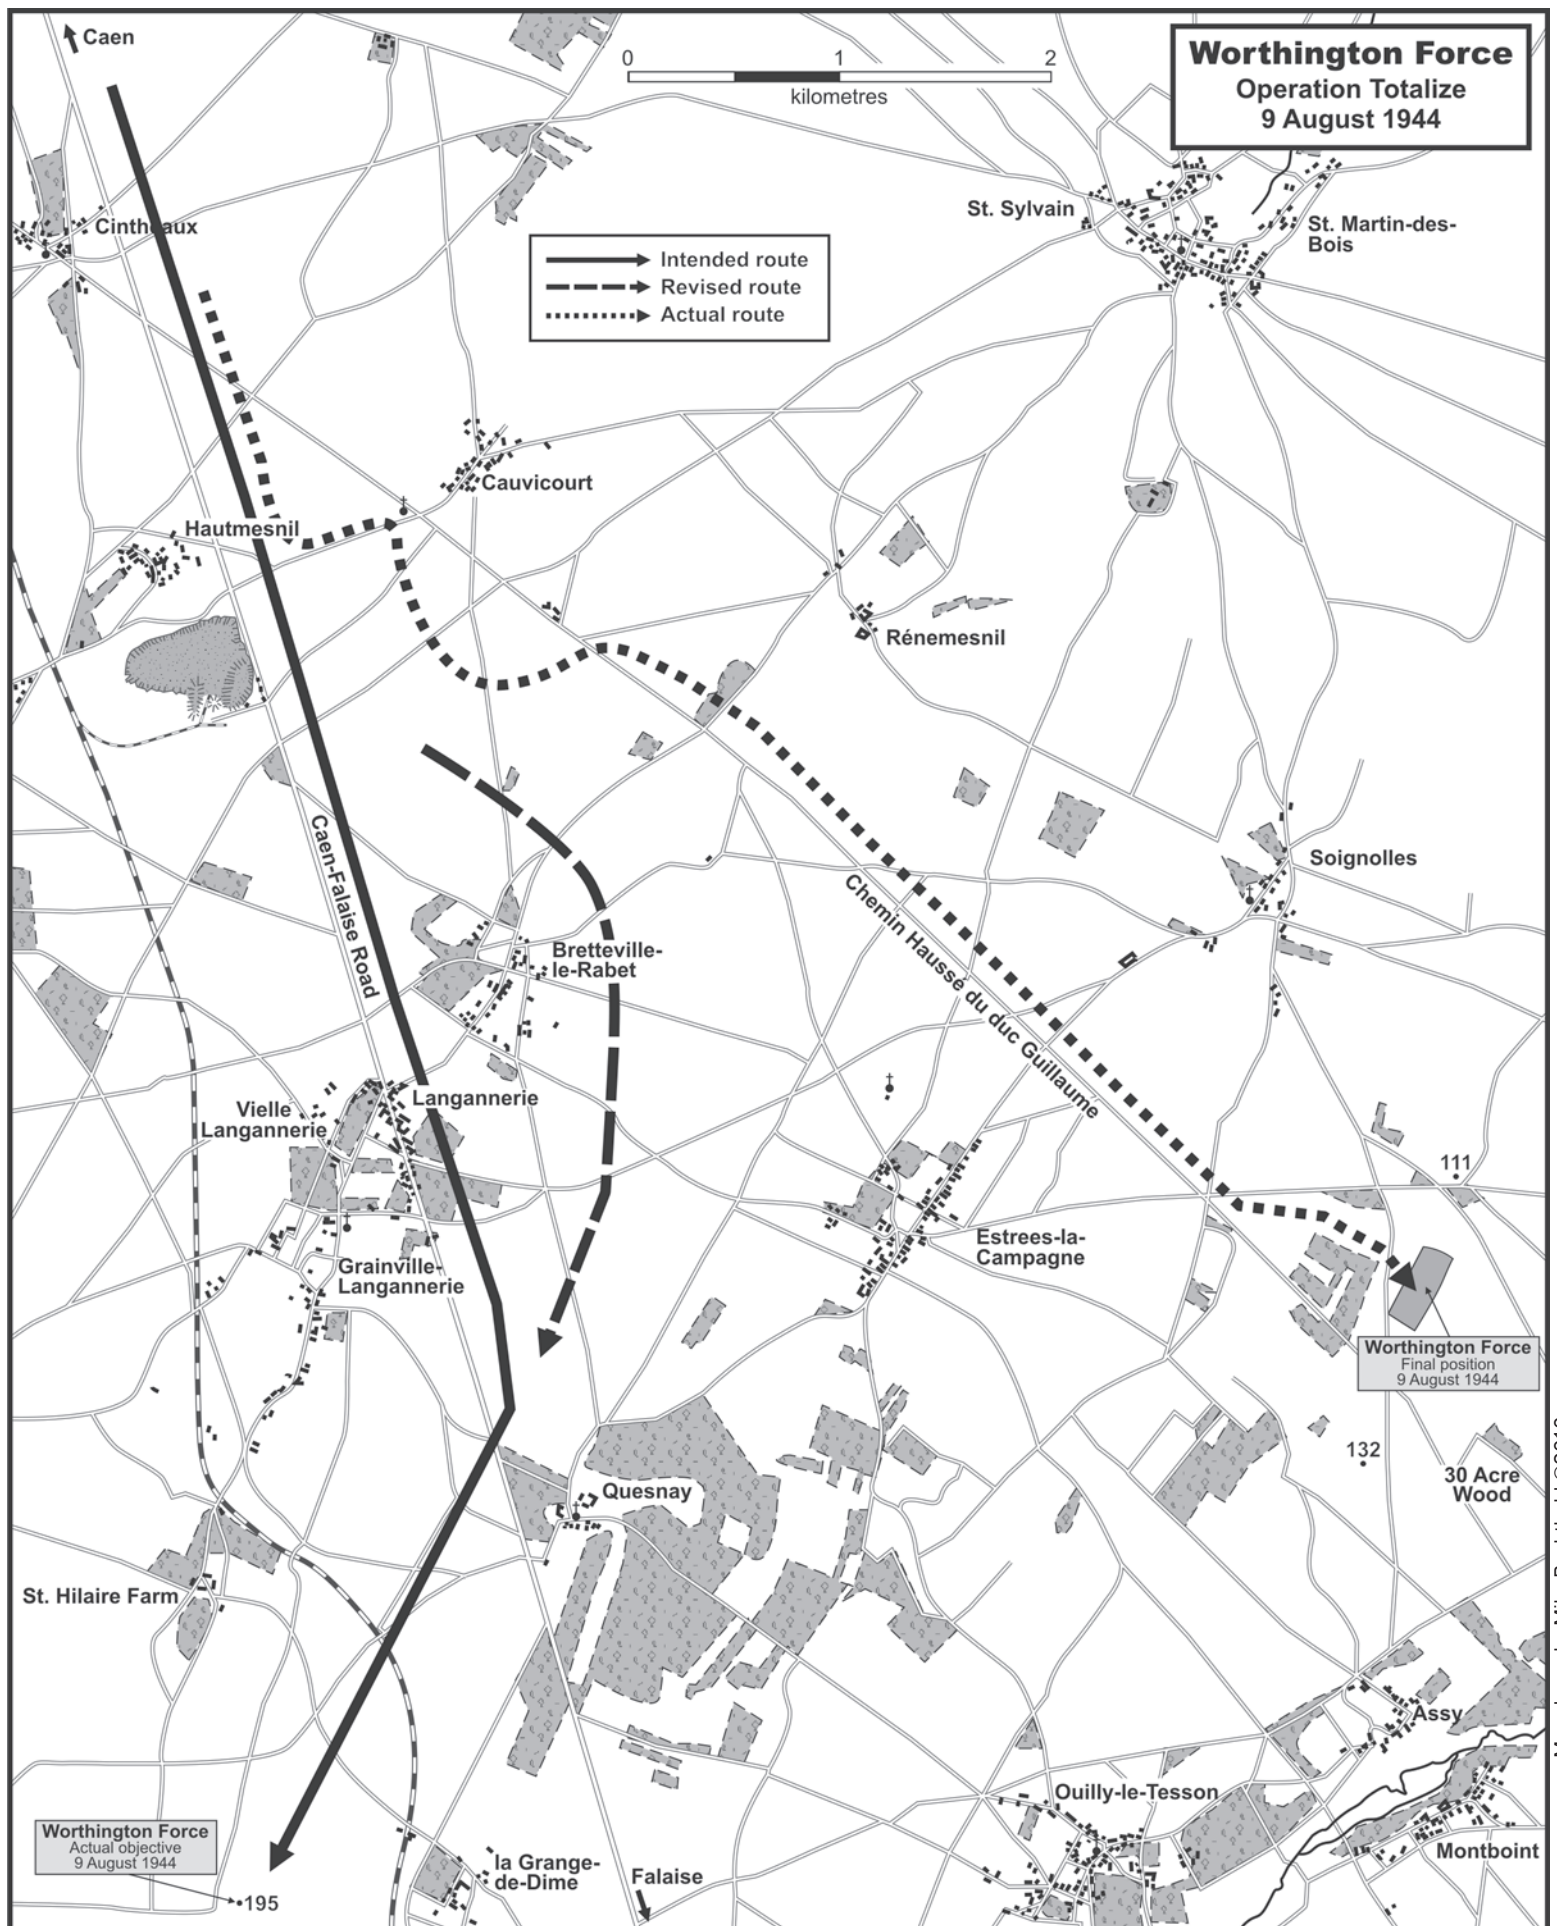 Caen
0 1 2
kilometres
Worthington Force
Operation Totalize
9 August 1944
St. Sylvain
St. Martin-des-
Bois
Cintheaux
Intended route
Revised route
Actual route
Cauvicourt
Hautmesnil
Rénemesnil
Caen-Falaise Road
Soignolles
Chemin Haussé du duc Guillaume
Bretteville-
le-Rabet
Langannerie
Vielle
Langannerie
111
Estrees-la-
Campagne
Grainville-
Langannerie
Worthington Force
Final position
9 August 1944
132
30 Acre
Wood
Quesnay
St. Hilaire Farm
Assy
Ouilly-le-Tesson
Worthington Force
Actual objective
9 August 1944
195
la Grange-
de-Dime
Falaise
Montboint